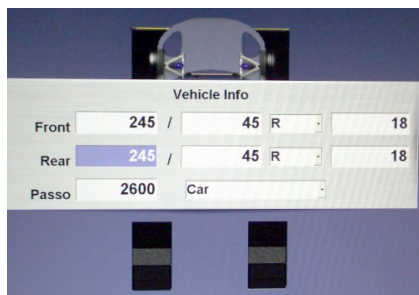 Vehicle Info
Front 245 / 45 R 18
Rear 245 / 45 R 18
Passo 2600 Car